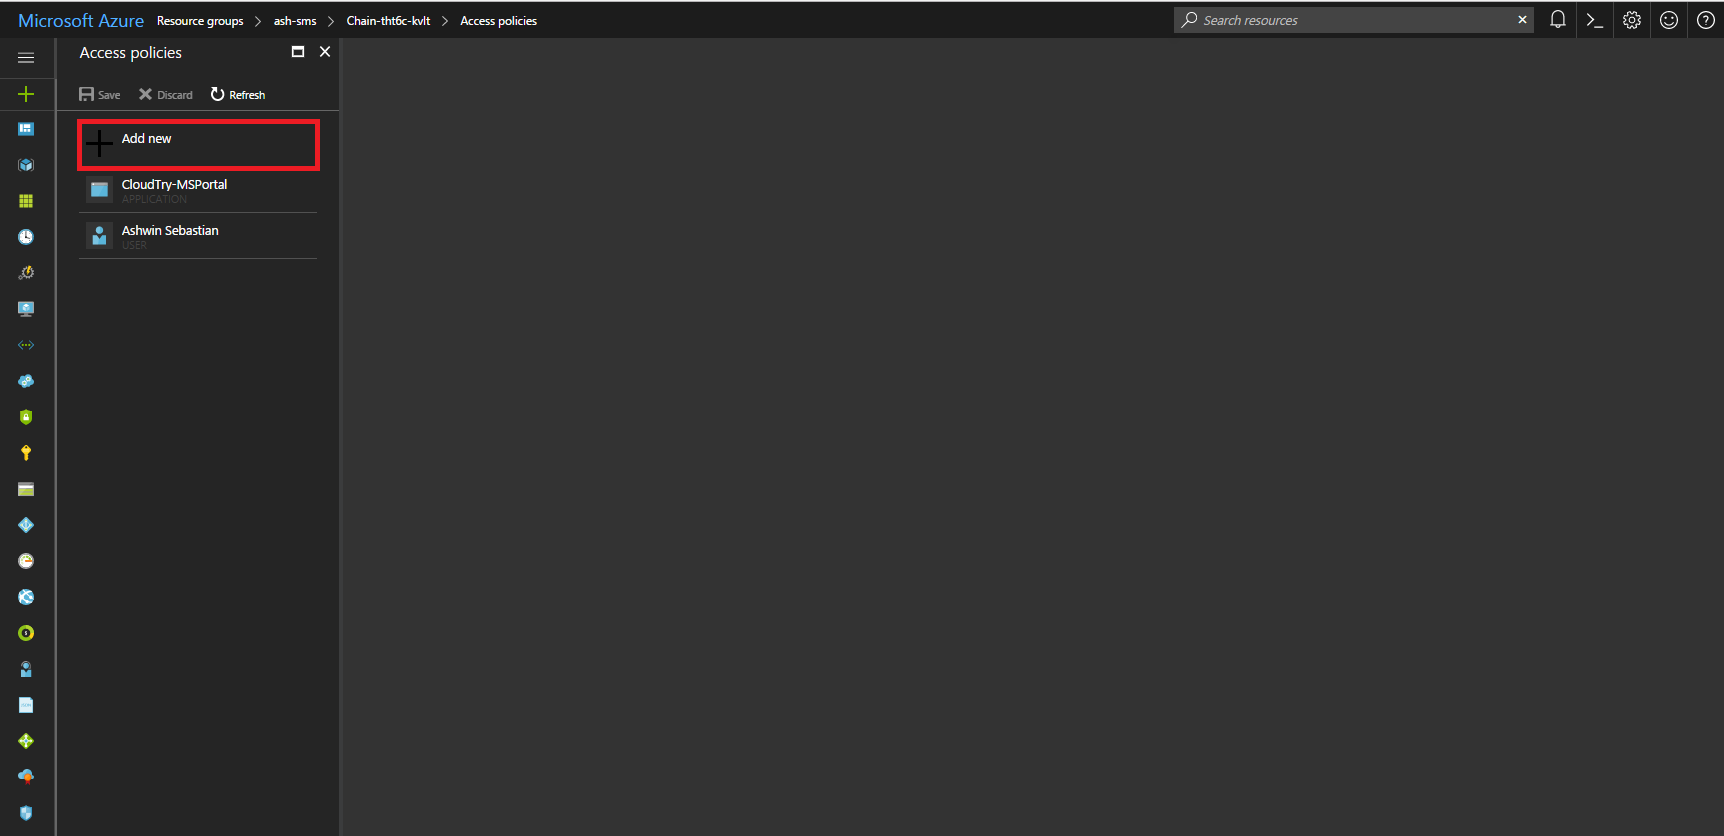 Microsoft Azure Resource groups > ash-sms > Chain-tht6c-kvlt > Access policies
Search resources
Access policies
Save Discard Refresh
Add new
CloudTry-MSPortal
APPLICATION
Ashwin Sebastian
USER